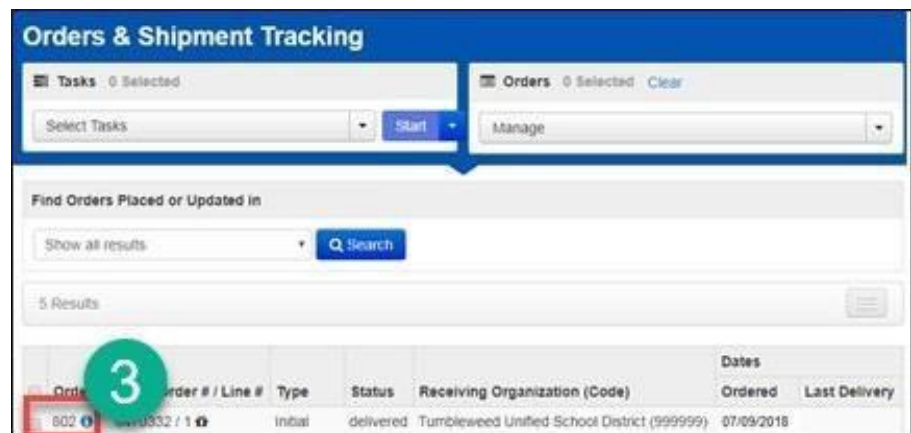 Orders & Shipment Tracking
Tasks 0 Selected
Orders 0 Selected Clear
Select Tasks Start
Manage
Find Orders Placed or Updated in
Show all results Search
5 Results
Dates
3
Orde rder # / Line # Type Status Receiving Organization (Code) Ordered Last Delivery
802 332 / 1 Initial delivered Tumbleweed Unified School District (999999) 07/09/2018